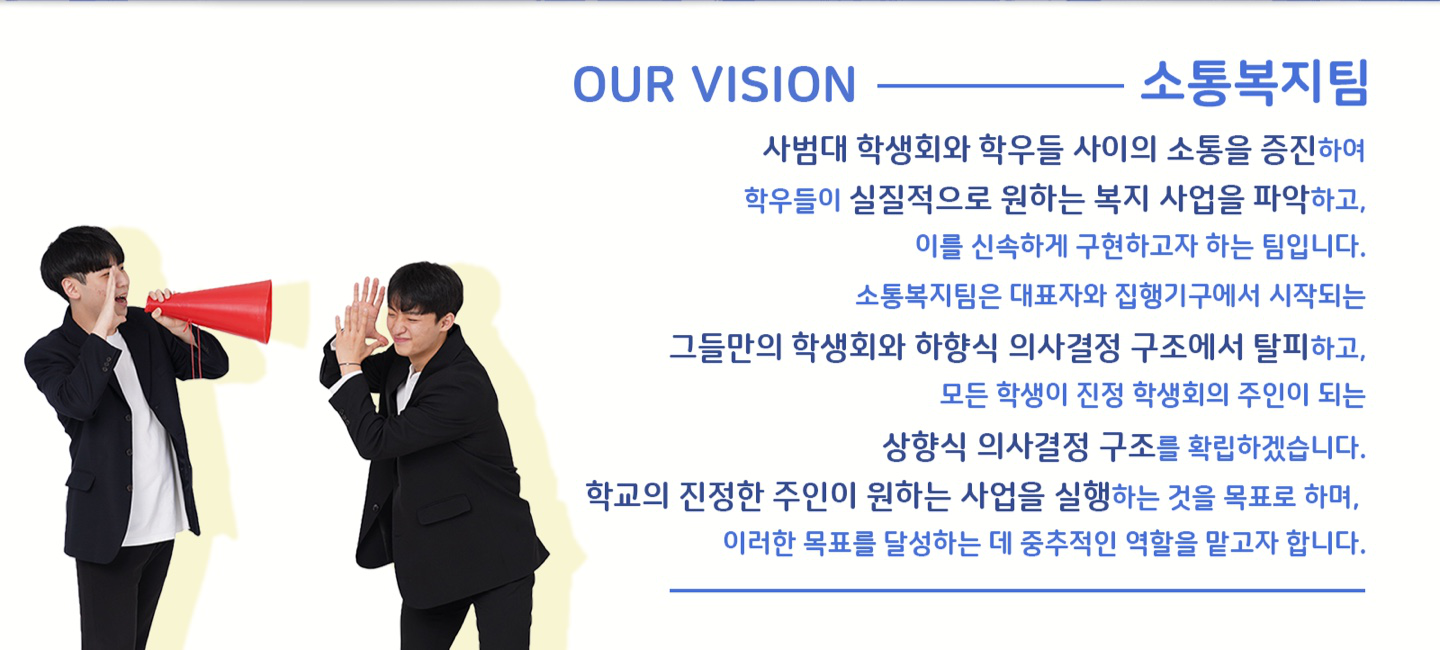 OUR VISION 소통복지팀
사범대 학생회와 학우들 사이의 소통을 증진하여
학우들이 실질적으로 원하는 복지 사업을 파악하고,
이를 신속하게 구현하고자 하는 팀입니다.
소통복지팀은 대표자와 집행기구에서 시작되는
그들만의 학생회와 하향식 의사결정 구조에서 탈피하고,
모든 학생이 진정 학생회의 주인이 되는
상향식 의사결정 구조를 확립하겠습니다.
학교의 진정한 주인이 원하는 사업을 실행하는 것을 목표로 하며,
이러한 목표를 달성하는 데 중추적인 역할을 맡고자 합니다.